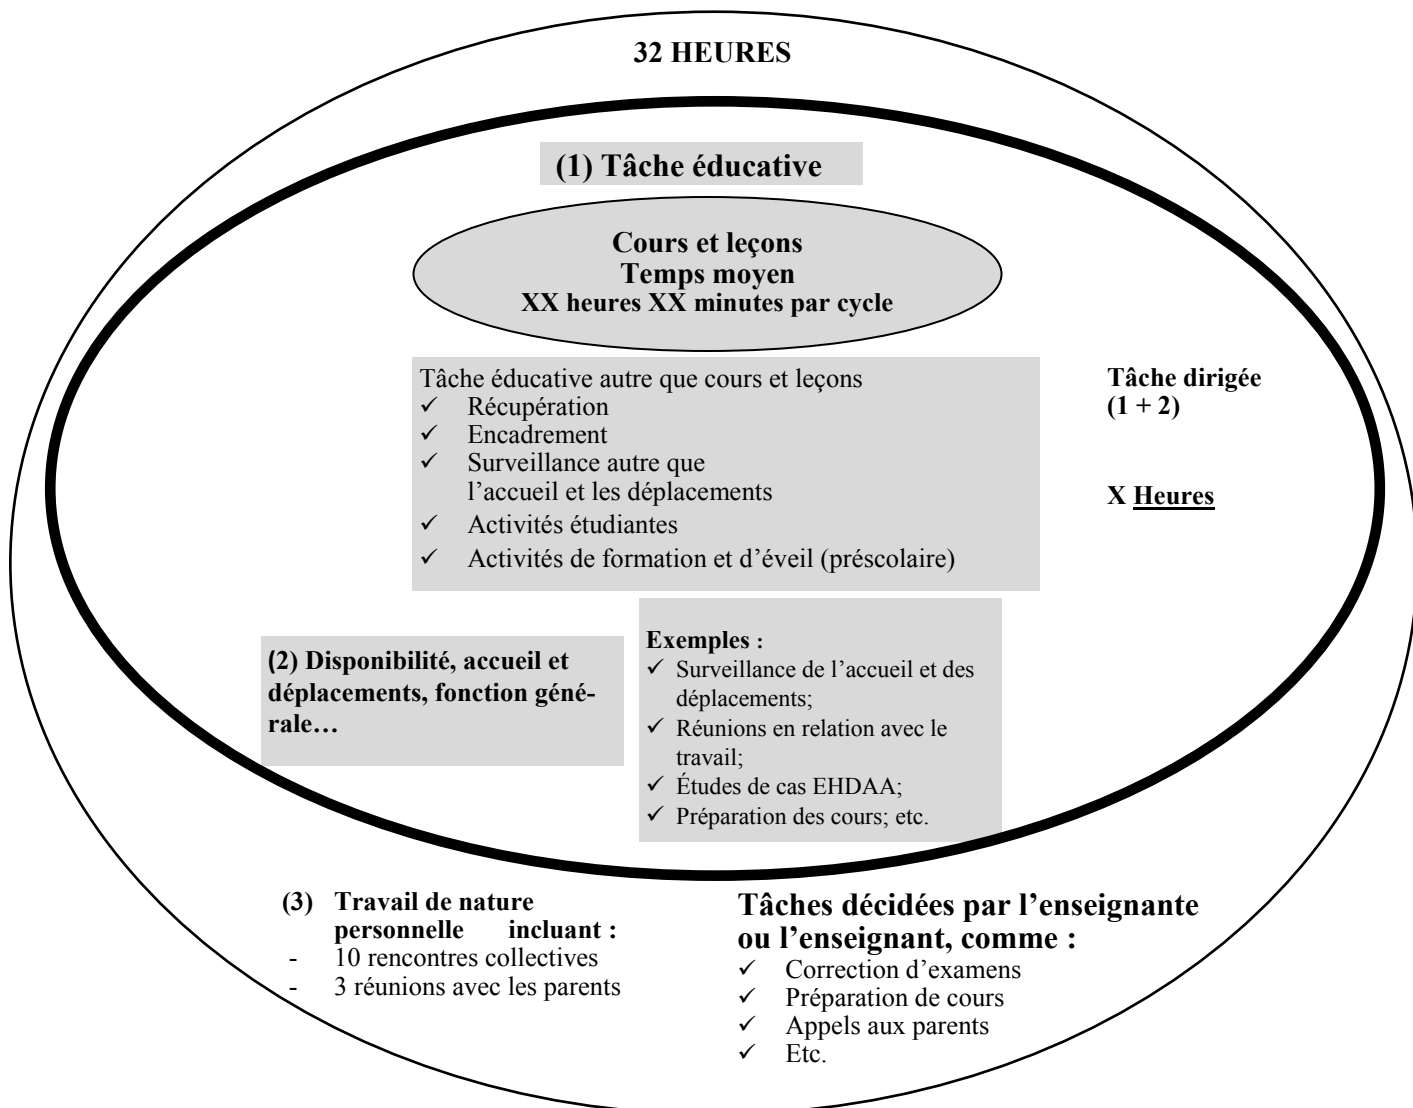 32 HEURES
(1) Tâche éducative
Cours et leçons
Temps moyen
XX heures XX minutes par cycle
Tâche éducative autre que cours et leçons
✓ Récupération
✓ Encadrement
✓ Surveillance autre que
l’accueil et les déplacements
✓ Activités étudiantes
✓ Activités de formation et d’éveil (préscolaire)
Tâche dirigée
(1 + 2)
X Heures
(2) Disponibilité, accueil et
déplacements, fonction géné-
rale…
Exemples :
✓ Surveillance de l’accueil et des
déplacements;
✓ Réunions en relation avec le
travail;
✓ Études de cas EHDAA;
✓ Préparation des cours; etc.
(3) Travail de nature
personnelle incluant :
- 10 rencontres collectives
- 3 réunions avec les parents
Tâches décidées par l’enseignante
ou l’enseignant, comme :
✓ Correction d’examens
✓ Préparation de cours
✓ Appels aux parents
✓ Etc.